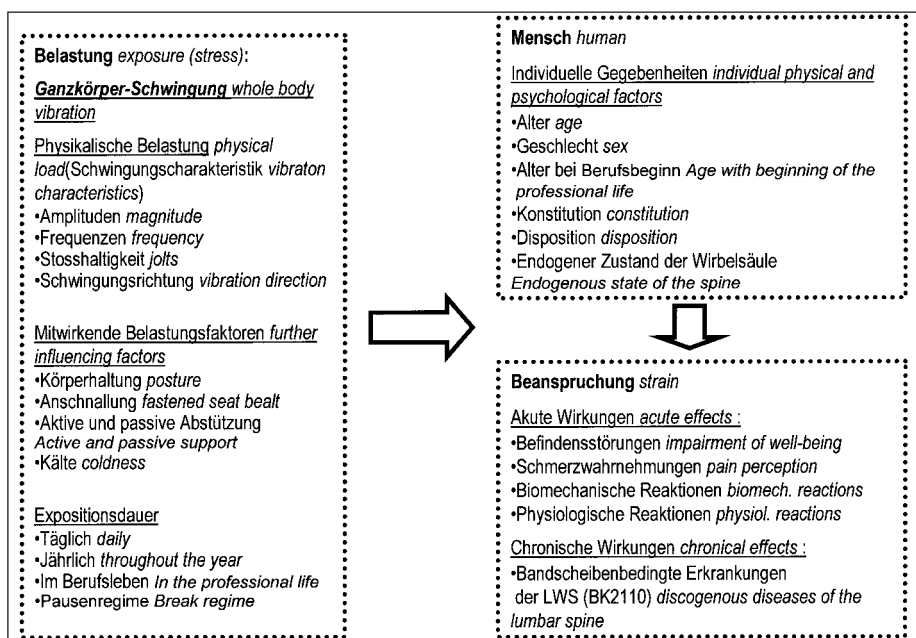 Belastung exposure (stress):
Ganzkörper-Schwingung whole body
vibration
Physikalische Belastung physical
load(Schwingungscharakteristik vibraton
characteristics)
•Amplituden magnitude
•Frequenzen frequency
•Stosshaltigkeit jolts
•Schwingungsrichtung vibration direction
Mitwirkende Belastungsfaktoren further
influencing factors
•Körperhaltung posture
•Anschnallung fastened seat bealt
•Aktive und passive Abstützung
Active and passive support
•Kälte coldness
Expositionsdauer
•Täglich daily
•Jährlich throughout the year
•Im Berufsleben In the professional life
•Pausenregime Break regime
Mensch human
Individuelle Gegebenheiten individual physical and
psychological factors
•Alter age
•Geschlecht sex
•Alter bei Berufsbeginn Age with beginning of the
professional life
•Konstitution constitution
•Disposition disposition
•Endogener Zustand der Wirbelsäule
Endogenous state of the spine
Beanspruchung strain
Akute Wirkungen acute effects :
•Befindensstörungen impairment of well-being
•Schmerzwahrnehmungen pain perception
•Biomechanische Reaktionen biomech. reactions
•Physiologische Reaktionen physiol. reactions
Chronische Wirkungen chronical effects :
•Bandscheibenbedingte Erkrankungen
der LWS (BK2110) discogenous diseases of the
lumbar spine